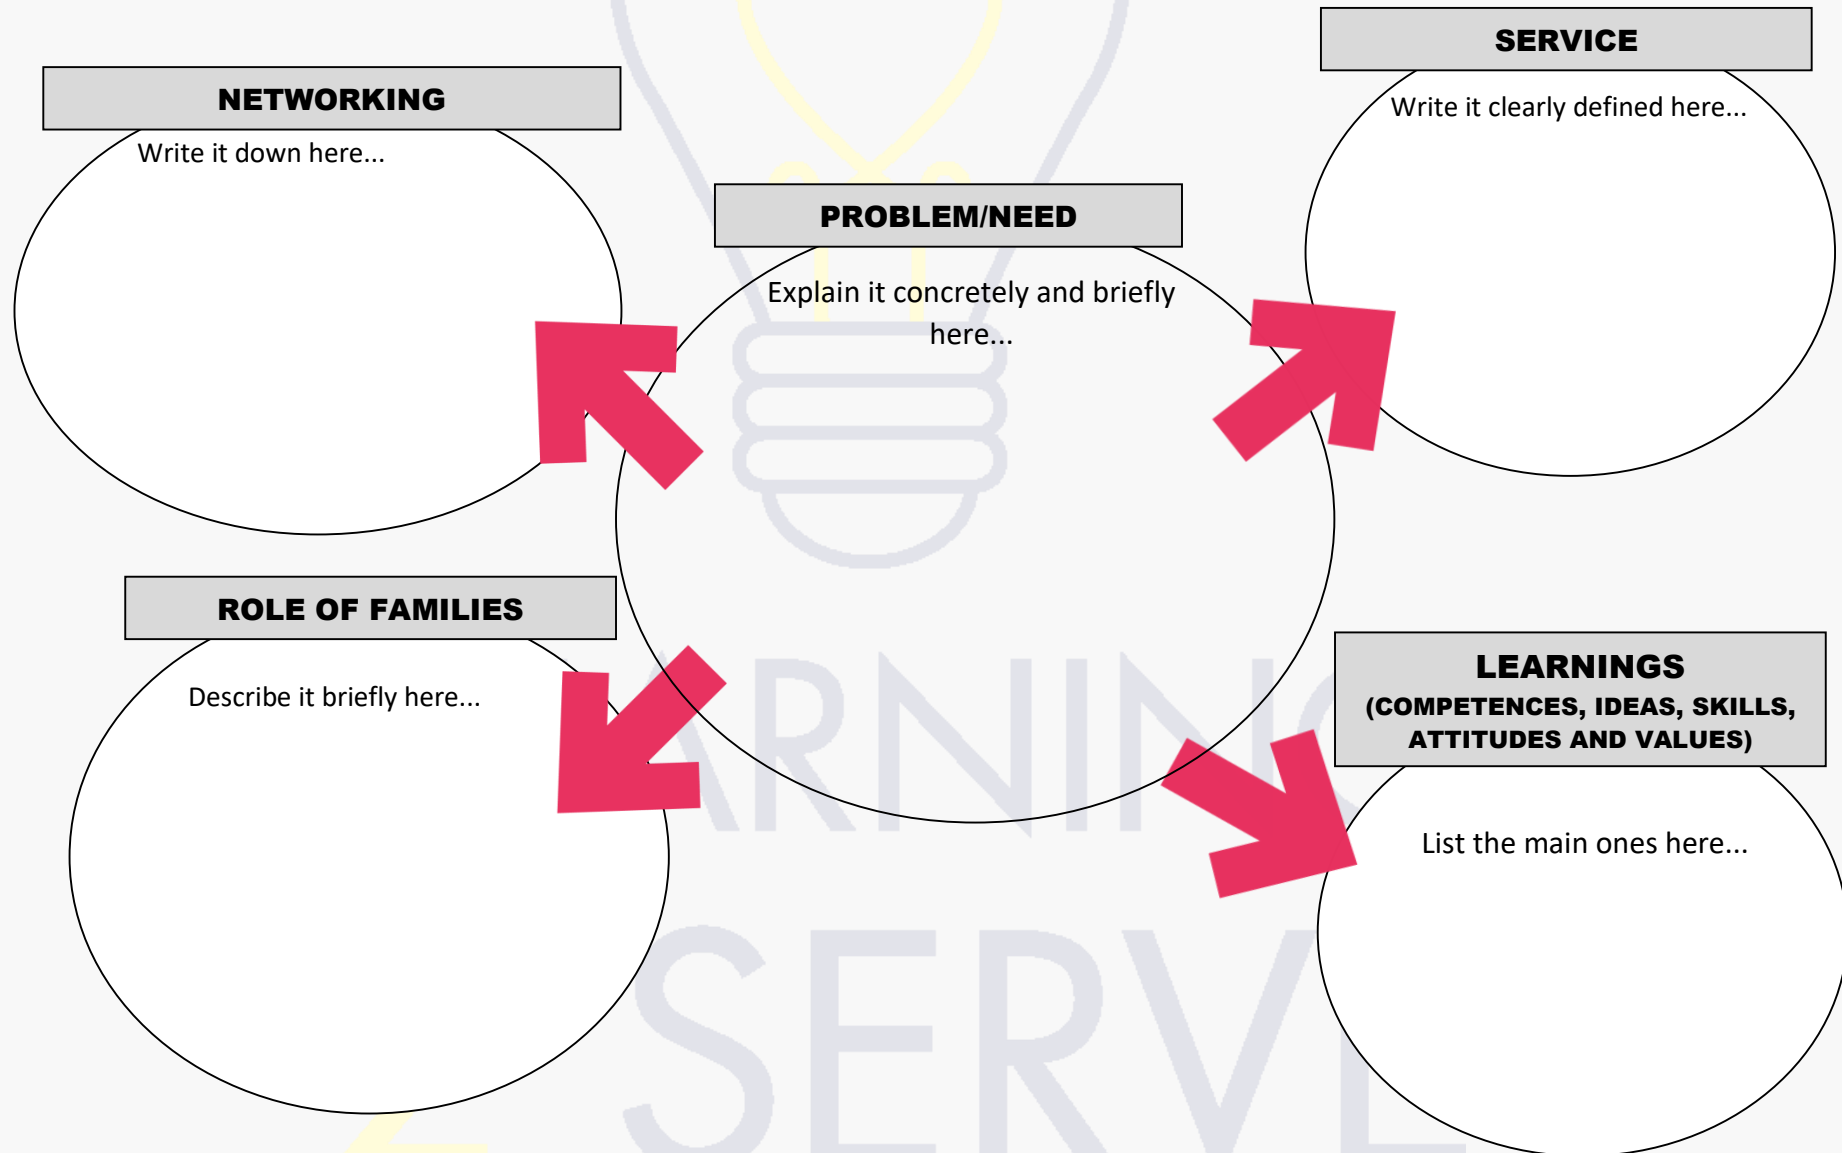 SERVICE
Write it clearly defined here...
NETWORKING
Write it down here...
PROBLEM/NEED
Explain it concretely and briefly
here...
ROLE OF FAMILIES
Describe it briefly here...
LEARNINGS
(COMPETENCES, IDEAS, SKILLS,
ATTITUDES AND VALUES)
List the main ones here...